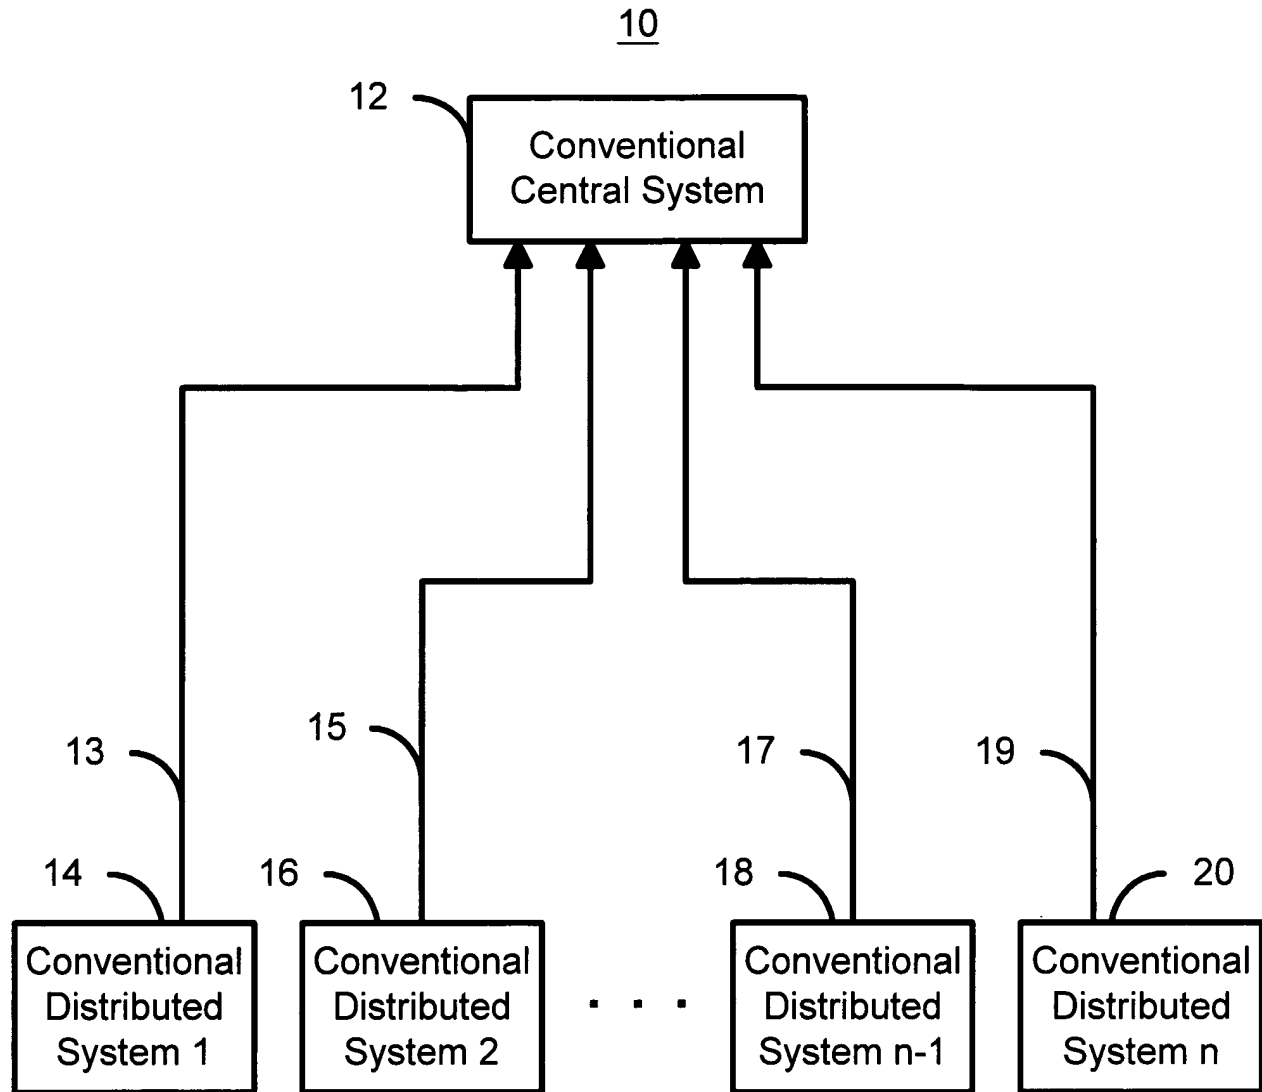 10
12
Conventional
Central System
15
13
17
19
14
16
18
20
Conventional
Distributed
System 1
Conventional
Distributed
System 2
. . .
Conventional
Distributed
System n-1
Conventional
Distributed
System n